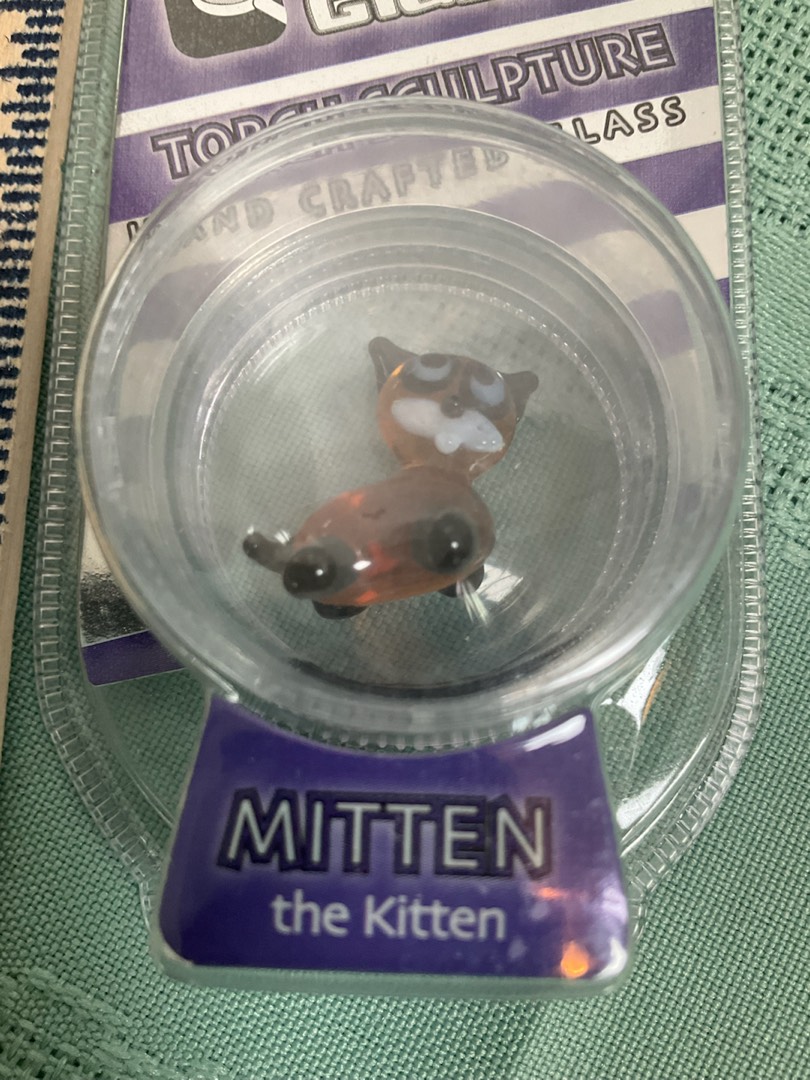 TORCH SCULPTURE
HAND CRAFTED GLASS
MITTEN
the Kitten